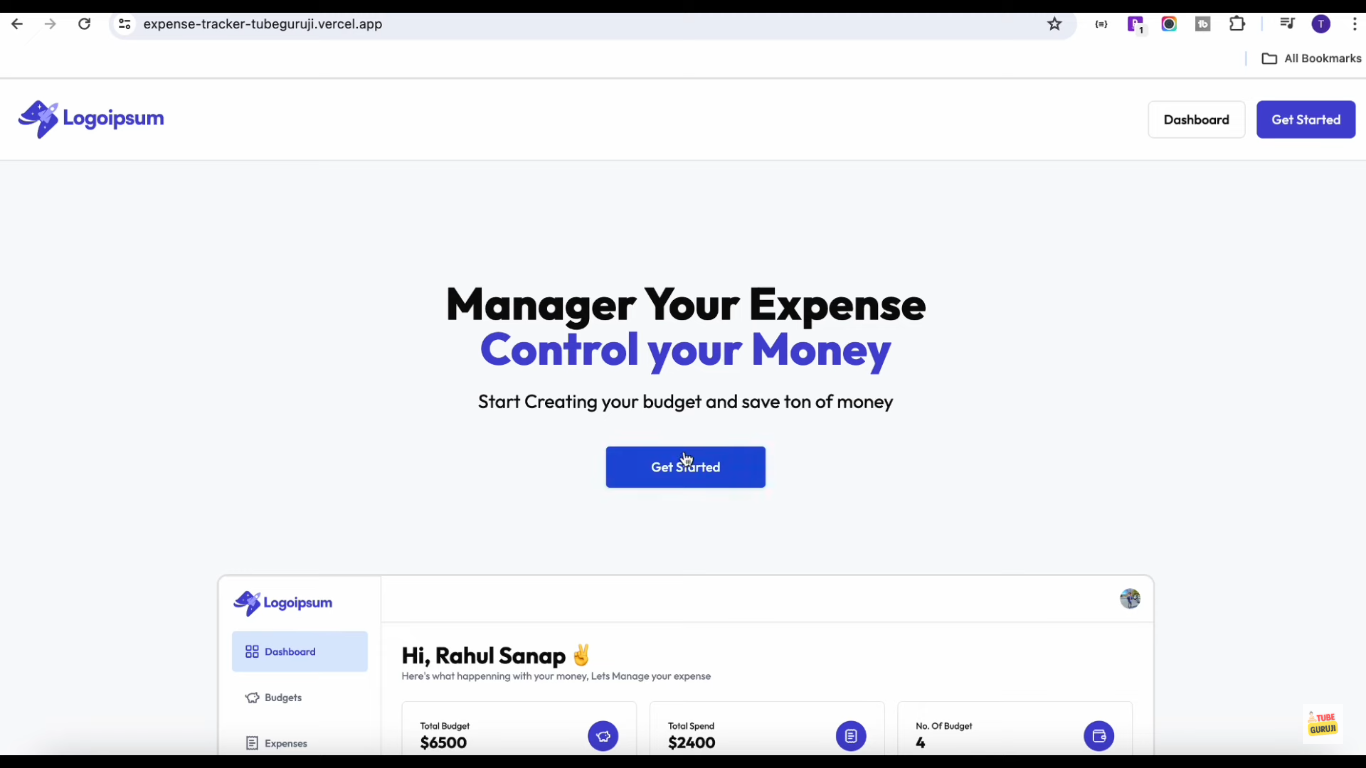 expense-tracker-tubeguruji.vercel.app
1
T
All Bookmarks
Logoipsum
Dashboard
Get Started
Manager Your Expense
Control your Money
Start Creating your budget and save ton of money
Get Started
Logoipsum
Dashboard
Budgets
Expenses
Hi, Rahul Sanap ✌️
Here's what happenning with your money, Lets Manage your expense
Total Budget
$6500
Total Spend
$2400
No. Of Budget
4
TUBE
GURUJI